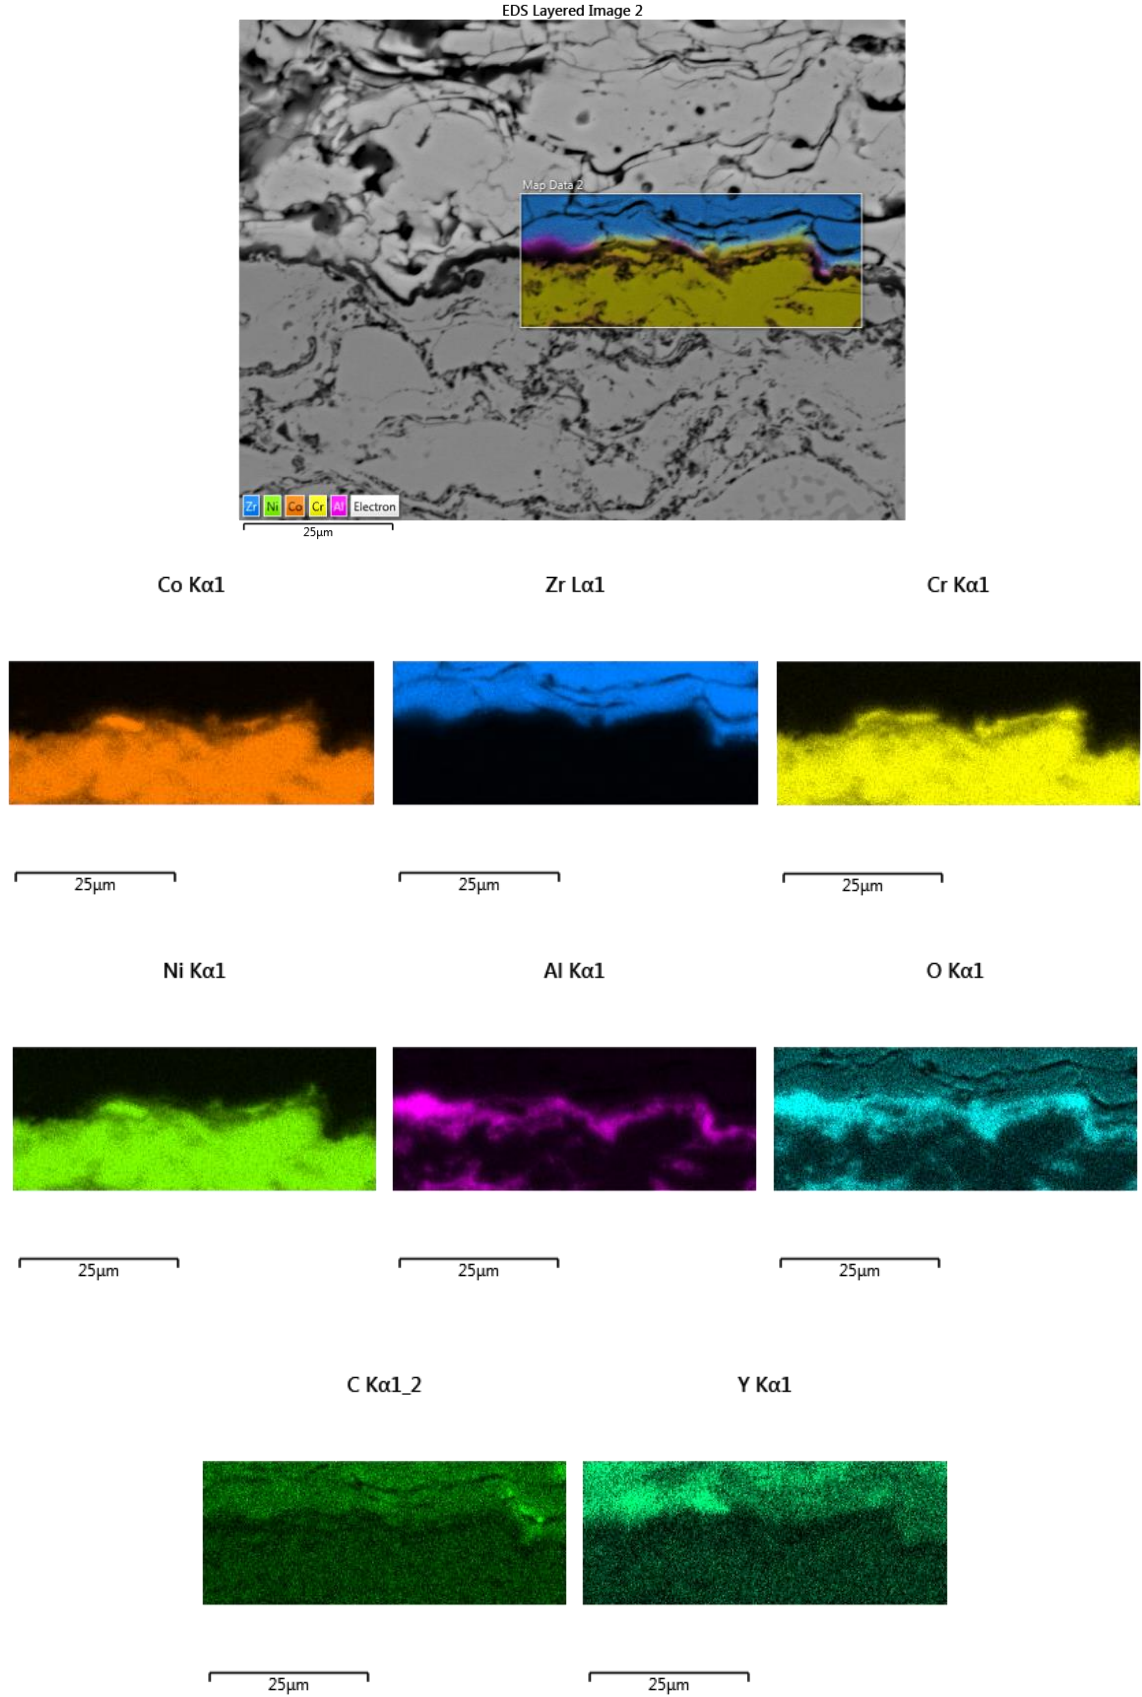 EDS Layered Image 2
Map Data 2
Zr Ni Co Cr Al Electron
25μm
Co Kα1 Zr Lα1 Cr Kα1
25μm 25μm 25μm
Ni Kα1 Al Kα1 O Kα1
25μm 25μm 25μm
C Kα1_2 Y Kα1
25μm 25μm